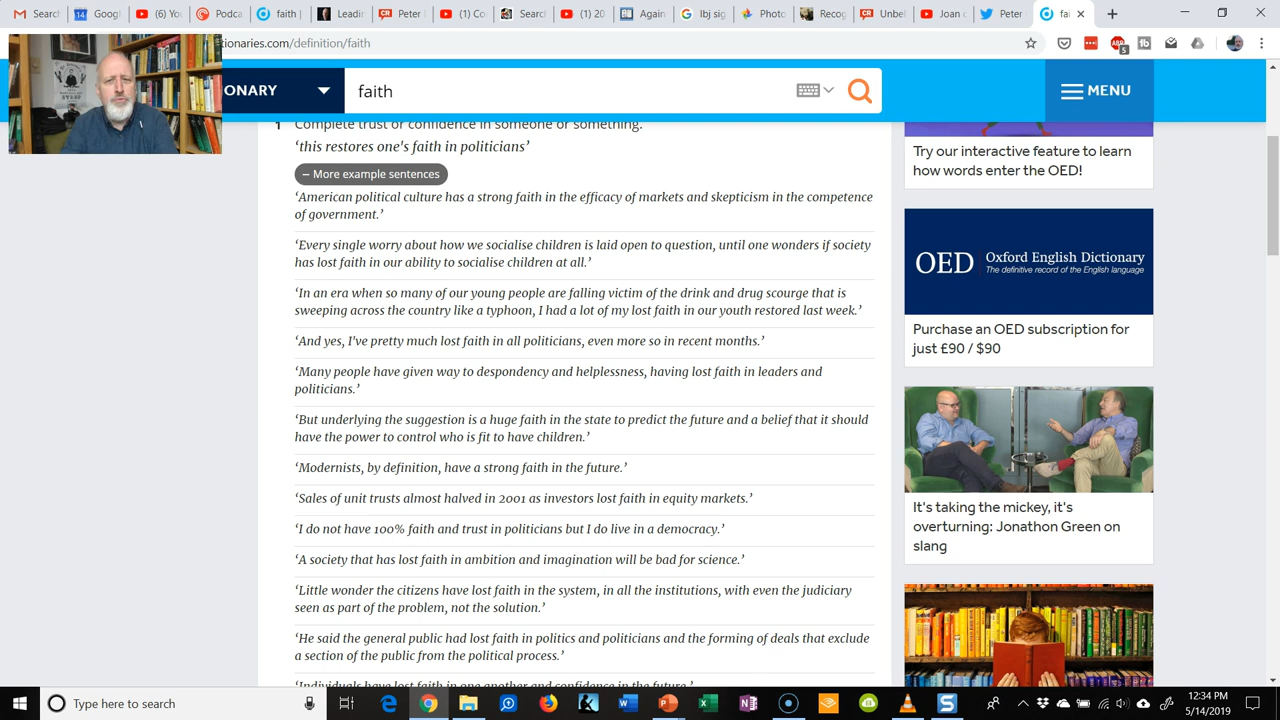 Search
Google
(6) You
Podca
faith |
Leadin
Peter L
(1) Co
Search
(1) 20
Again
lbj sig
Photo
Recog
Unbel
Joan c
Peter
fai
ionaries.com/definition/faith
5
ONARY
faith
MENU
1 Complete trust or confidence in someone or something.
‘this restores one's faith in politicians’
– More example sentences
‘American political culture has a strong faith in the efficacy of markets and skepticism in the competence
of government.’
‘Every single worry about how we socialise children is laid open to question, until one wonders if society
has lost faith in our ability to socialise children at all.’
‘In an era when so many of our young people are falling victim of the drink and drug scourge that is
sweeping across the country like a typhoon, I had a lot of my lost faith in our youth restored last week.’
‘And yes, I've pretty much lost faith in all politicians, even more so in recent months.’
‘Many people have given way to despondency and helplessness, having lost faith in leaders and
politicians.’
‘But underlying the suggestion is a huge faith in the state to predict the future and a belief that it should
have the power to control who is fit to have children.’
‘Modernists, by definition, have a strong faith in the future.’
‘Sales of unit trusts almost halved in 2001 as investors lost faith in equity markets.’
‘I do not have 100% faith and trust in politicians but I do live in a democracy.’
‘A society that has lost faith in ambition and imagination will be bad for science.’
‘Little wonder the citizens have lost faith in the system, in all the institutions, with even the judiciary
seen as part of the problem, not the solution.’
‘He said the general public had lost faith in politics and politicians and the forming of deals that exclude
a section of the public from the political process.’
‘Individuals have lost faith in one another and confidence in the future.’
Try our interactive feature to learn
how words enter the OED!
OED
Oxford English Dictionary
The definitive record of the English language
Purchase an OED subscription for
just £90 / $90
It's taking the mickey, it's
overturning: Jonathon Green on
slang
Type here to search
12:34 PM
5/14/2019